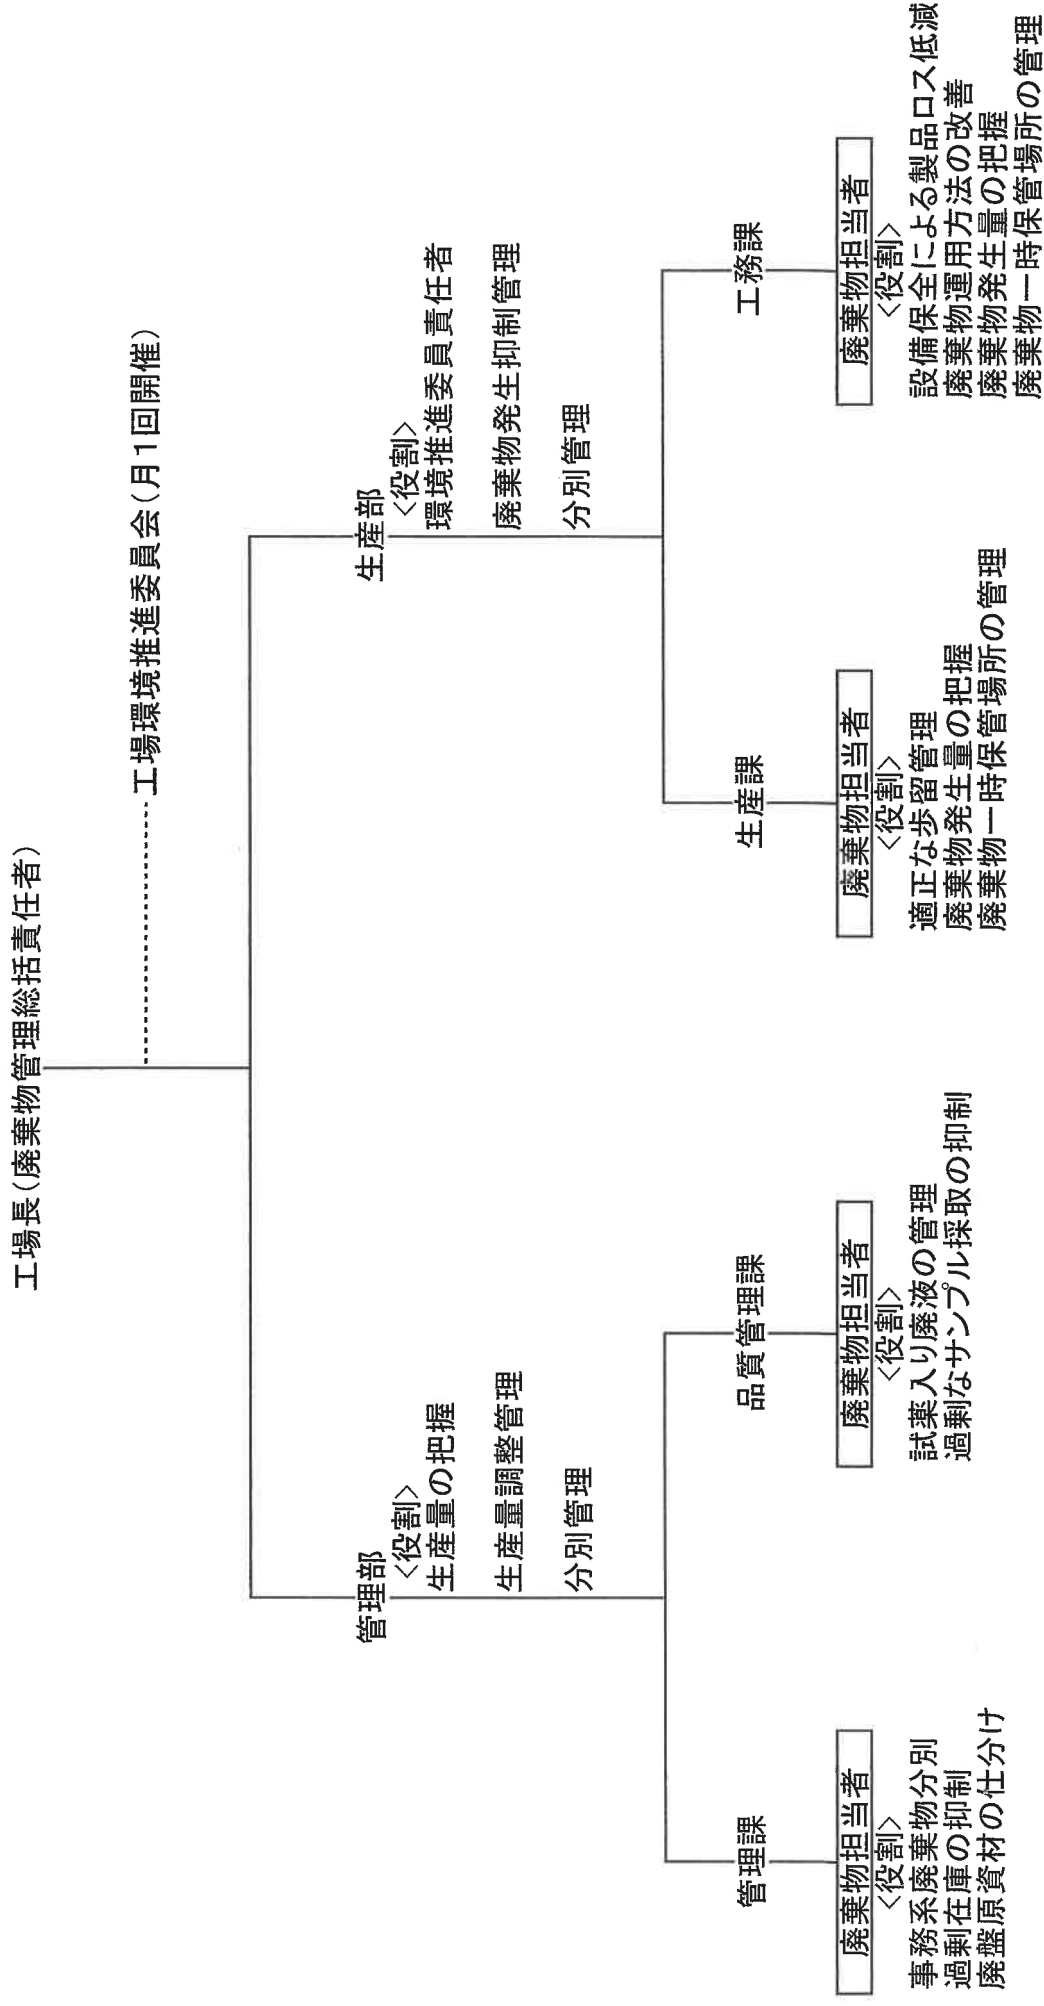 工場長(廃棄物管理総括責任者)
工場環境推進委員会(月1回開催)
管理部
<役割>
生産量の把握
生産量調整管理
分別管理
生産部
<役割>
環境推進委員責任者
廃棄物発生抑制管理
分別管理
管理課
廃棄物担当者
<役割>
事務系廃棄物分別
過剰在庫の抑制
廃盤原資材の仕分け
品質管理課
廃棄物担当者
<役割>
試薬入り廃液の管理
過剰なサンプル採取の抑制
生産課
廃棄物担当者
<役割>
適正な歩留管理
廃棄物発生量の把握
廃棄物一時保管場所の管理
工務課
廃棄物担当者
<役割>
設備保全による製品ロス低減
廃棄物運用方法の改善
廃棄物発生量の把握
廃棄物一時保管場所の管理